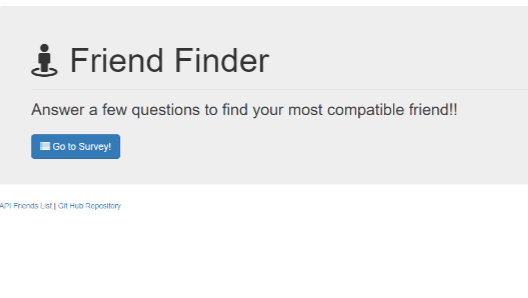 Friend Finder
Answer a few questions to find your most compatible friend!!
Go to Survey!
API Friends List | Git Hub Repository